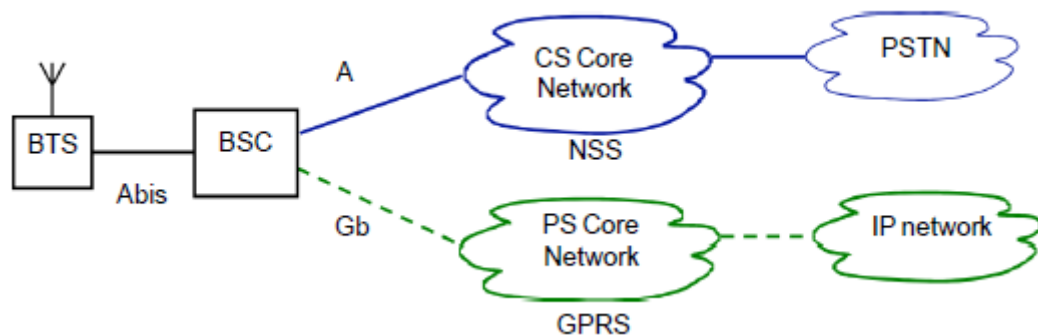 A
CS Core
Network
PSTN
BTS
BSC
NSS
Abis
Gb
PS Core
Network
IP network
GPRS